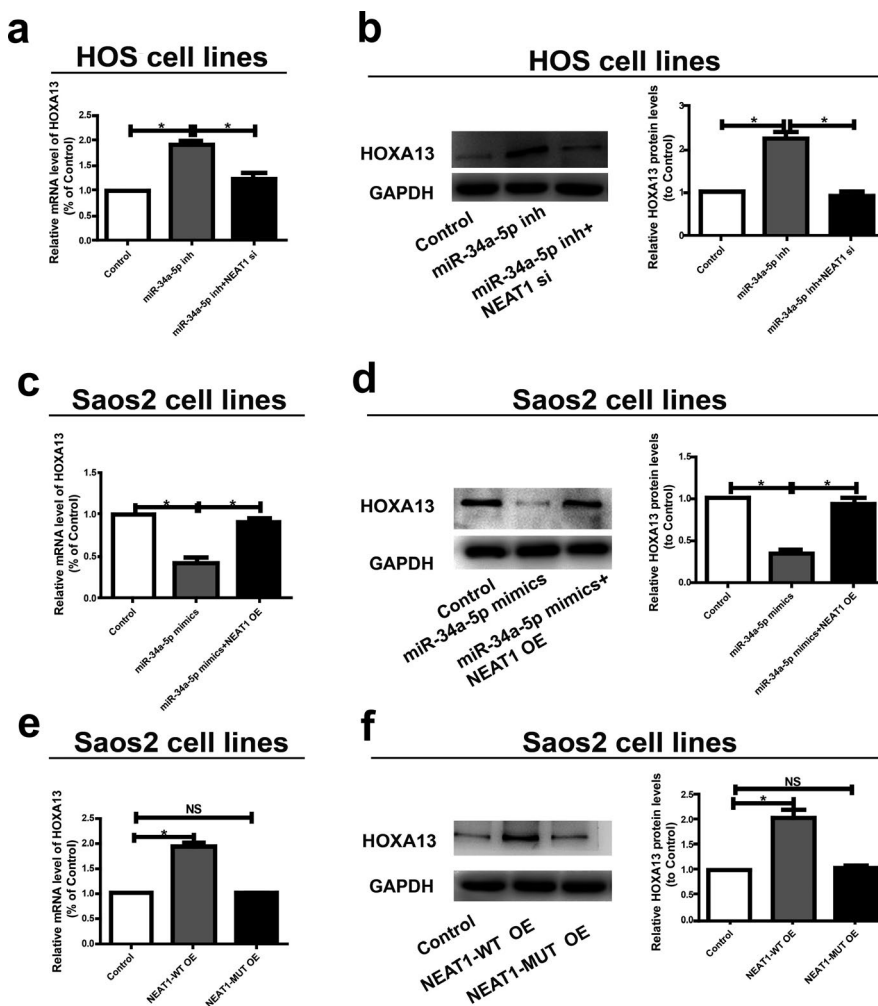 a
HOS cell lines
Relative mRNA level of HOXA13
(% of Control)
2.5
2.0
1.5
1.0
0.5
0.0
*
*
Control
miR-34a-5p inh
miR-34a-5p inh+NEAT1 si
b
HOS cell lines
HOXA13
GAPDH
Control
miR-34a-5p inh
miR-34a-5p inh+
NEAT1 si
Relative HOXA13 protein levels
(to Control)
3
2
1
0
*
*
Control
miR-34a-5p inh
miR-34a-5p inh+NEAT1 si
c
Saos2 cell lines
Relative mRNA level of HOXA13
(% of Control)
1.5
1.0
0.5
0.0
*
*
Control
miR-34a-5p mimics
miR-34a-5p mimics+NEAT1 OE
d
Saos2 cell lines
HOXA13
GAPDH
Control
miR-34a-5p mimics
miR-34a-5p mimics+
NEAT1 OE
Relative HOXA13 protein levels
(to Control)
1.5
1.0
0.5
0.0
*
*
Control
miR-34a-5p mimics
miR-34a-5p mimics+NEAT1 OE
e
Saos2 cell lines
Relative mRNA level of HOXA13
(% of Control)
2.5
2.0
1.5
1.0
0.5
0.0
NS
*
Control
NEAT1-WT OE
NEAT1-MUT OE
f
Saos2 cell lines
HOXA13
GAPDH
Control
NEAT1-WT OE
NEAT1-MUT OE
Relative HOXA13 protein levels
(to Control)
2.5
2.0
1.5
1.0
0.5
0.0
NS
*
Control
NEAT1-WT OE
NEAT1-MUT OE